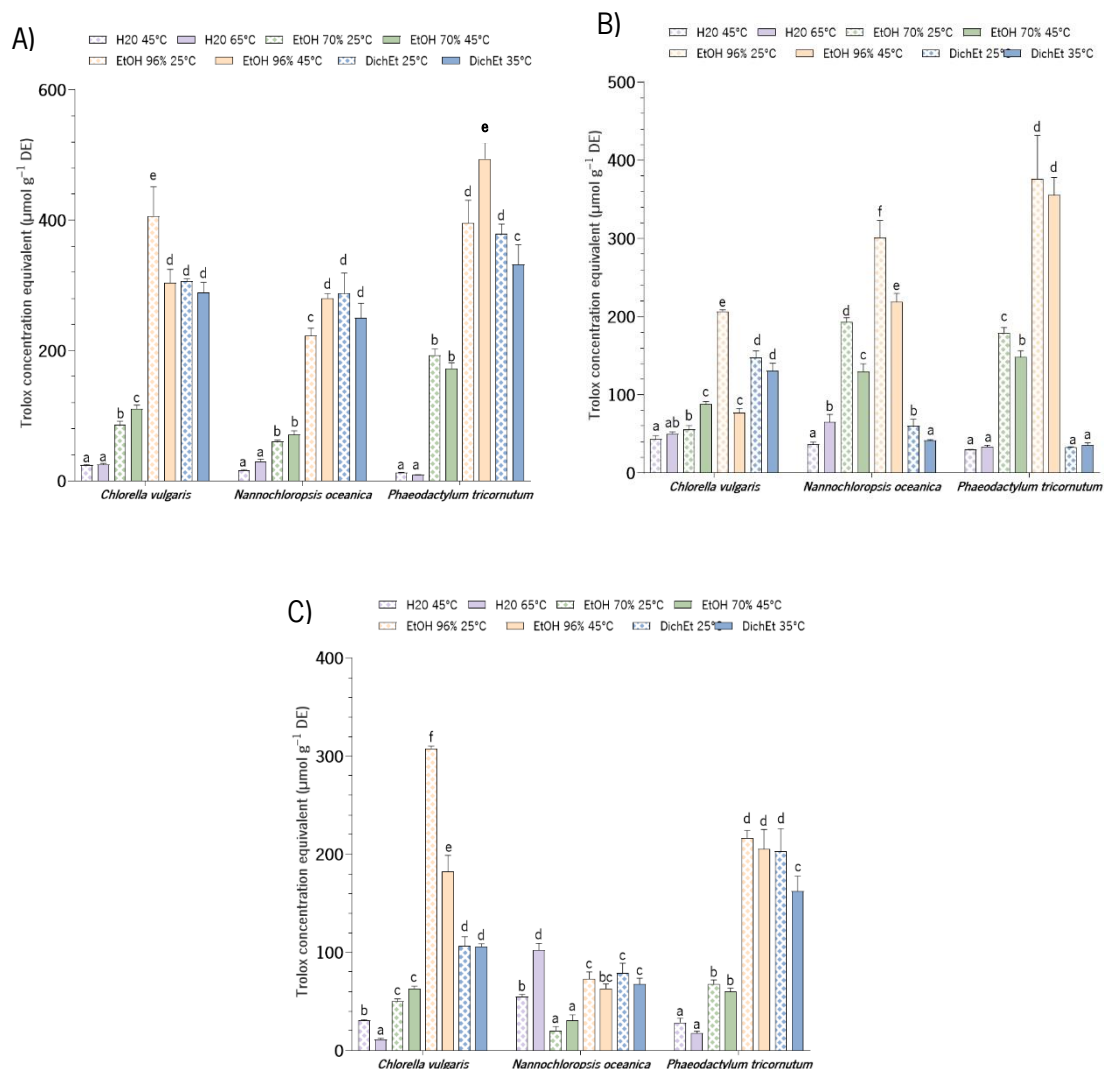 A)
H20 45°C H20 65°C EtOH 70% 25°C EtOH 70% 45°C
EtOH 96% 25°C EtOH 96% 45°C DichEt 25°C DichEt 35°C
Trolox concentration equivalent (µmol g⁻¹ DE)
600
400
200
0
a a b c e d d d
a a b b c d d d
a a b b d e d c
Chlorella vulgaris Nannochloropsis oceanica Phaeodactylum tricornutum
B)
H20 45°C H20 65°C EtOH 70% 25°C EtOH 70% 45°C
EtOH 96% 25°C EtOH 96% 45°C DichEt 25°C DichEt 35°C
Trolox concentration equivalent (µmol g⁻¹ DE)
500
400
300
200
100
0
a ab b c e c d d
a b d c f e b a
a a c b d d a a
Chlorella vulgaris Nannochloropsis oceanica Phaeodactylum tricornutum
C)
H20 45°C H20 65°C EtOH 70% 25°C EtOH 70% 45°C
EtOH 96% 25°C EtOH 96% 45°C DichEt 25°C DichEt 35°C
Trolox concentration equivalent (µmol g⁻¹ DE)
400
300
200
100
0
b a c c f e d d
b d a a c bc c c
a a b b d d d c
Chlorella vulgaris Nannochloropsis oceanica Phaeodactylum tricornutum